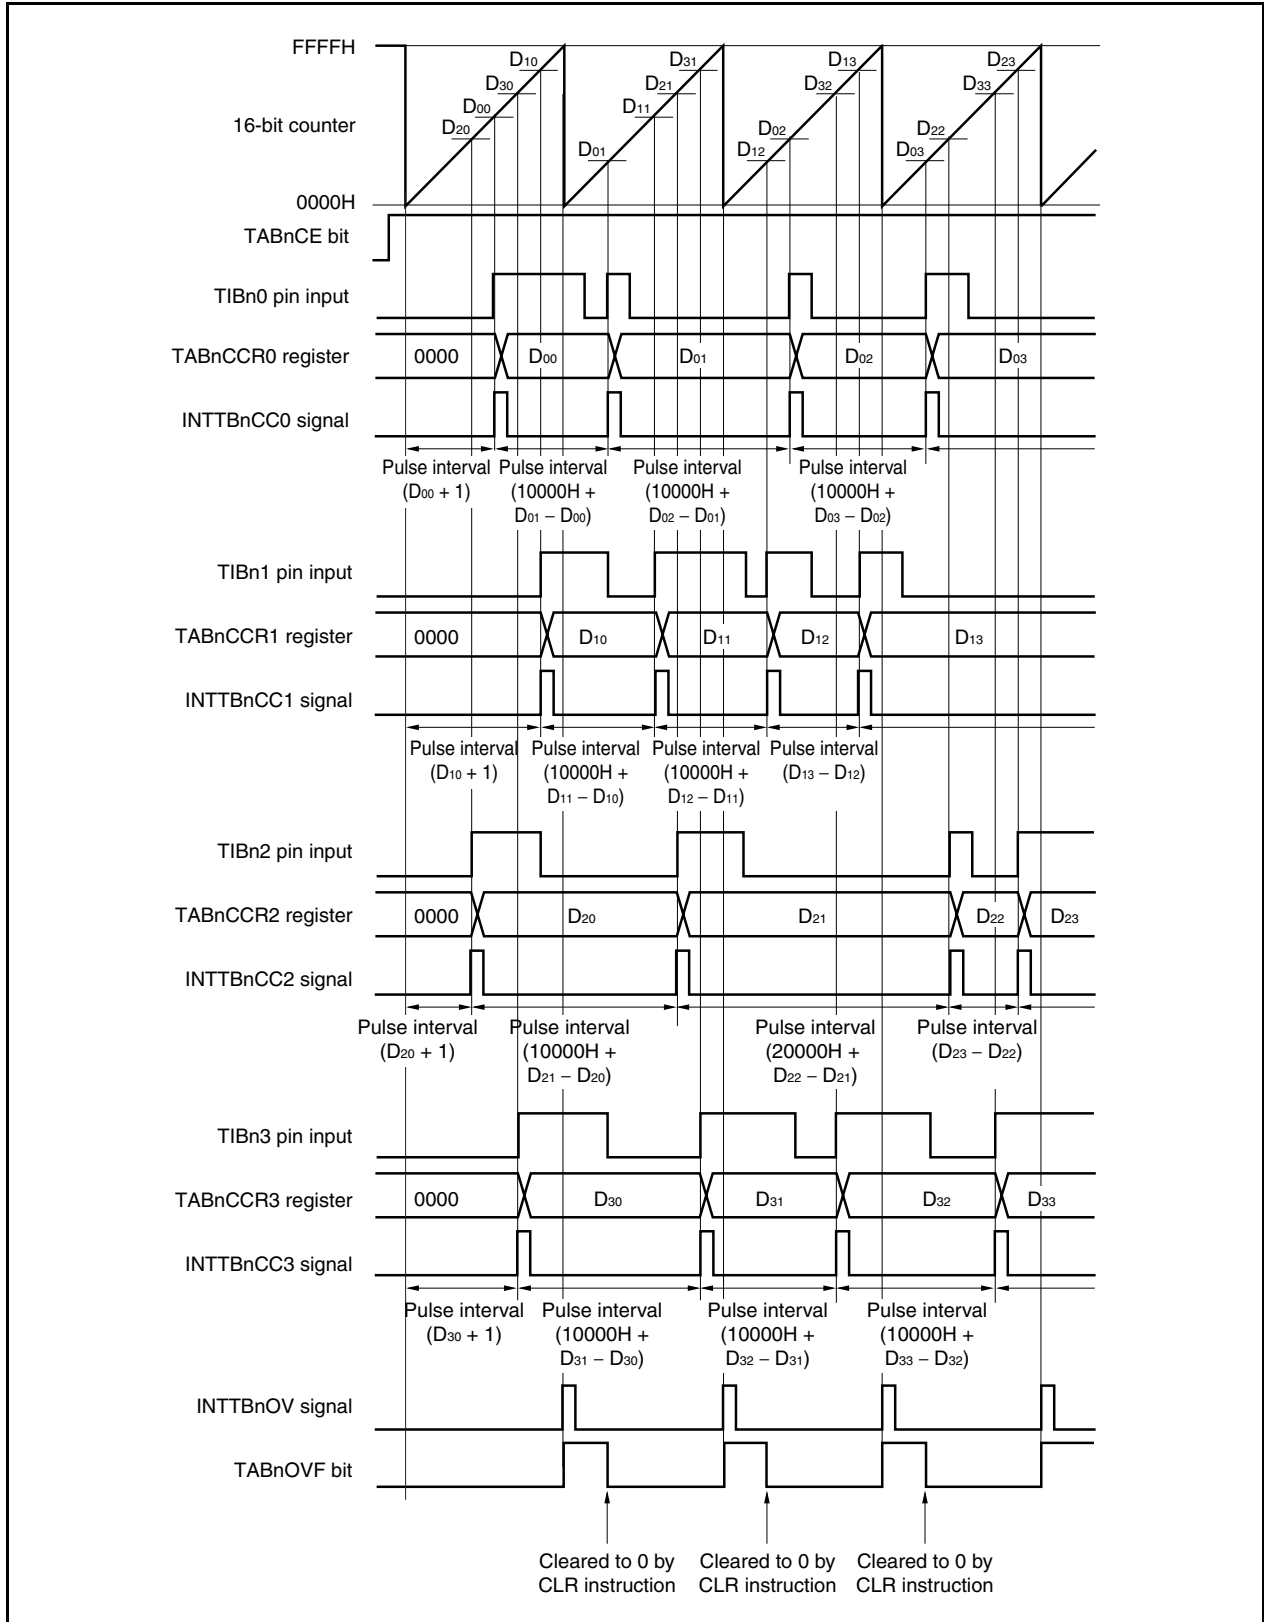 FFFFH
D10
D31
D13
D23
D30
D21
D32
D33
D00
D11
16-bit counter
D20
D02
D22
D01
D12
D03
0000H
TABnCE bit
TIBn0 pin input
TABnCCR0 register 0000 D00 D01 D02 D03
INTTBnCC0 signal
Pulse interval Pulse interval Pulse interval Pulse interval
(D00 + 1) (10000H + (10000H + (10000H +
D01 – D00) D02 – D01) D03 – D02)
TIBn1 pin input
TABnCCR1 register 0000 D10 D11 D12 D13
INTTBnCC1 signal
Pulse interval Pulse interval Pulse interval Pulse interval
(D10 + 1) (10000H + (10000H + (D13 – D12)
D11 – D10) D12 – D11)
TIBn2 pin input
TABnCCR2 register 0000 D20 D21 D22 D23
INTTBnCC2 signal
Pulse interval Pulse interval Pulse interval Pulse interval
(D20 + 1) (10000H + (20000H + (D23 – D22)
D21 – D20) D22 – D21)
TIBn3 pin input
TABnCCR3 register 0000 D30 D31 D32 D33
INTTBnCC3 signal
Pulse interval Pulse interval Pulse interval Pulse interval
(D30 + 1) (10000H + (10000H + (10000H +
D31 – D30) D32 – D31) D33 – D32)
INTTBnOV signal
TABnOVF bit
Cleared to 0 by Cleared to 0 by Cleared to 0 by
CLR instruction CLR instruction CLR instruction